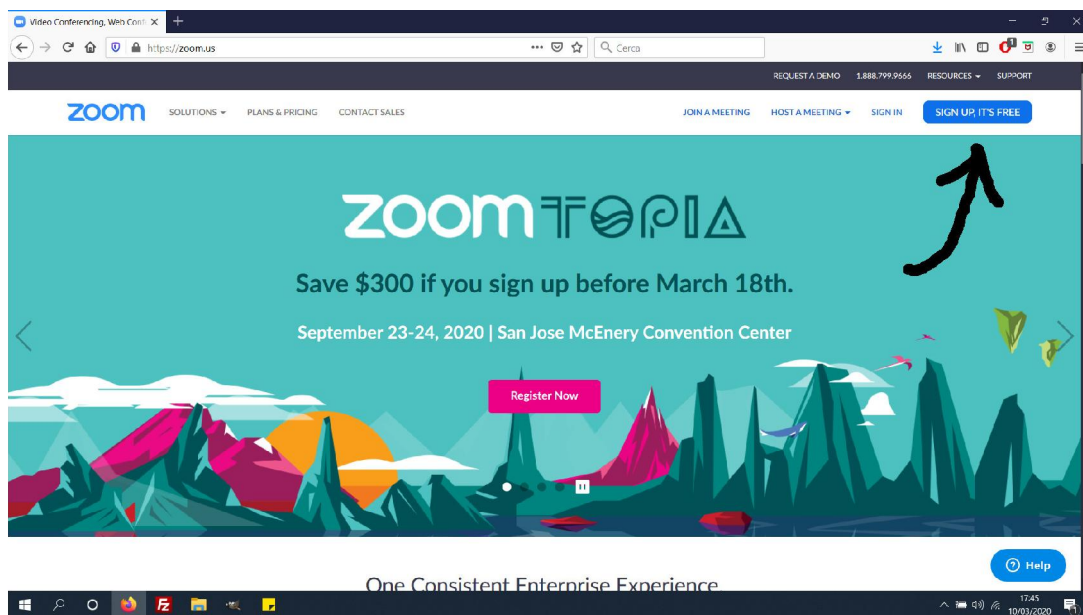 Video Conferencing, Web Conf
https://zoom.us
Cerca
1
REQUEST A DEMO 1.888.799.9666 RESOURCES SUPPORT
zoom SOLUTIONS PLANS & PRICING CONTACT SALES JOIN A MEETING HOST A MEETING SIGN IN SIGN UP, IT'S FREE
zoomTOPIA
Save $300 if you sign up before March 18th.
September 23-24, 2020 | San Jose McEnery Convention Center
Register Now
Help
One Consistent Enterprise Experience.
17:45
10/03/2020